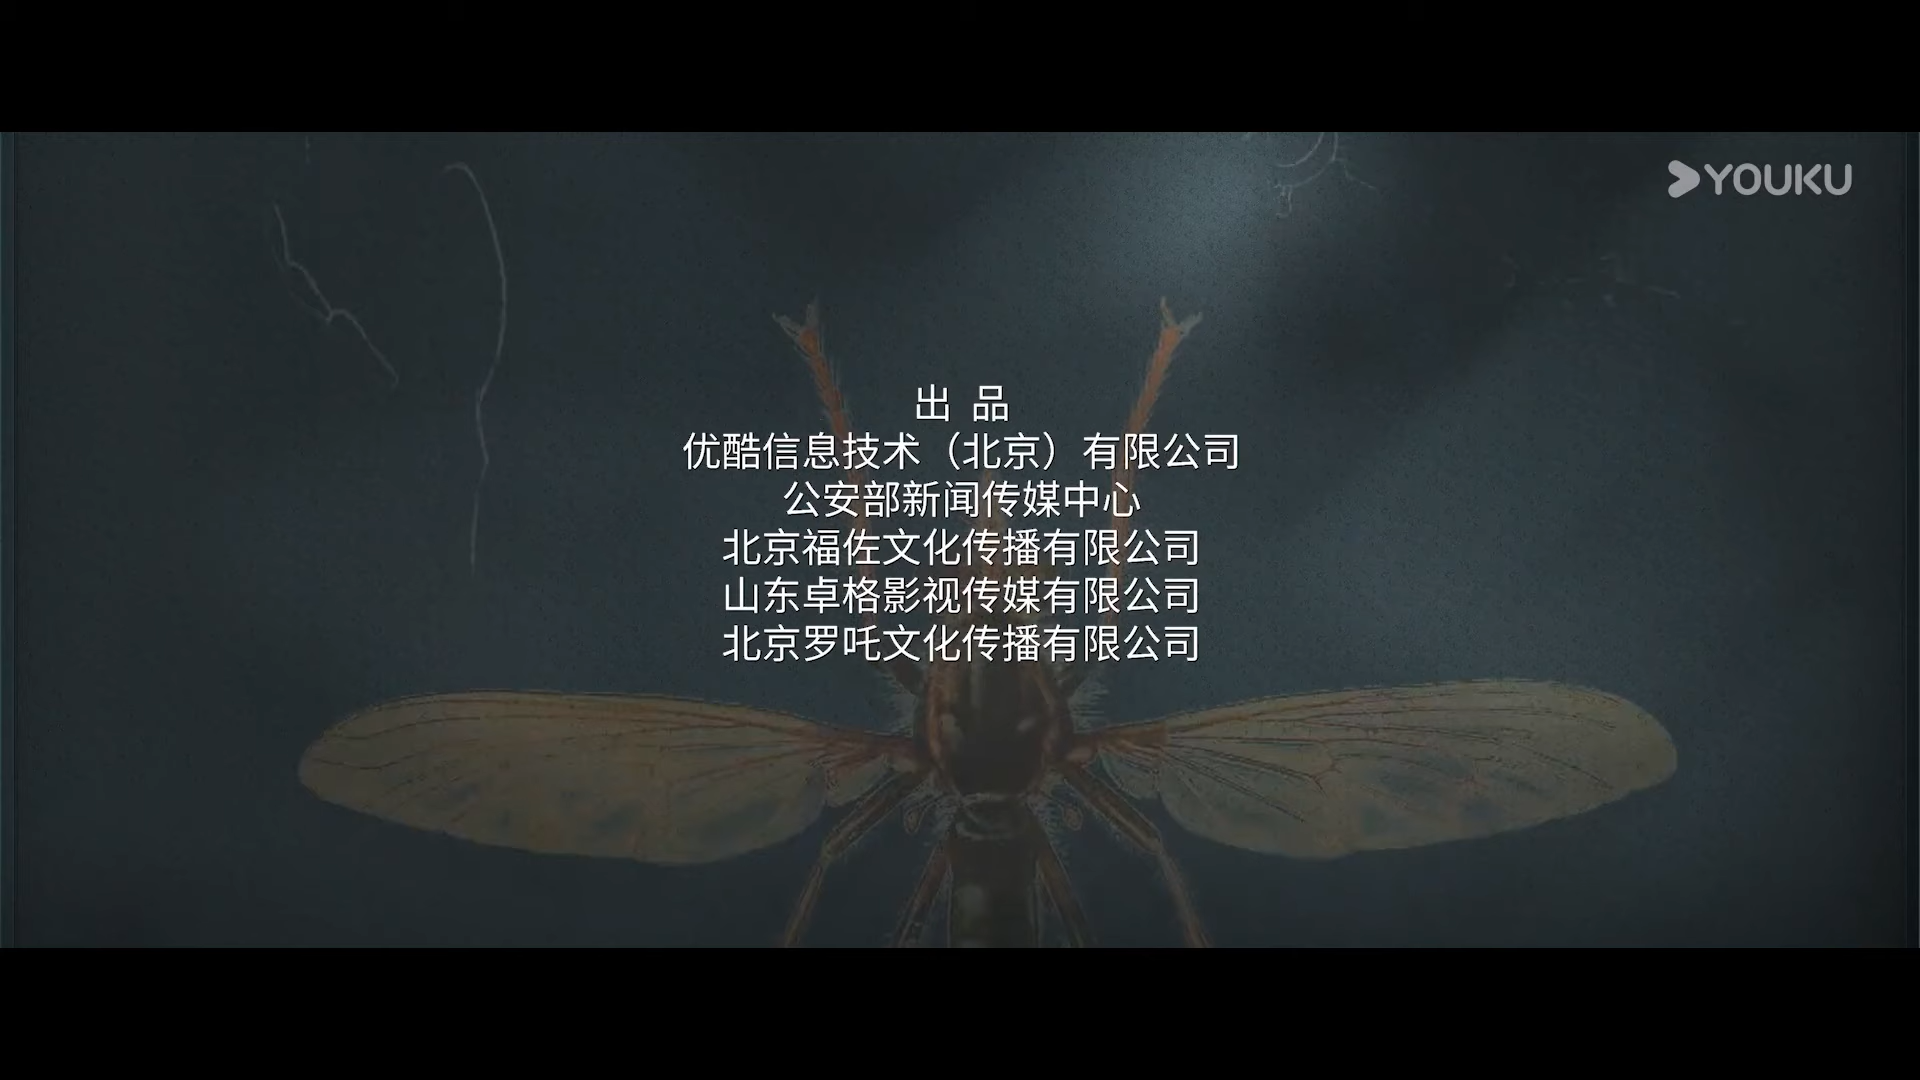 YOUKU
出 品
优酷信息技术（北京）有限公司
公安部新闻传媒中心
北京福佐文化传播有限公司
山东卓格影视传媒有限公司
北京罗吒文化传播有限公司